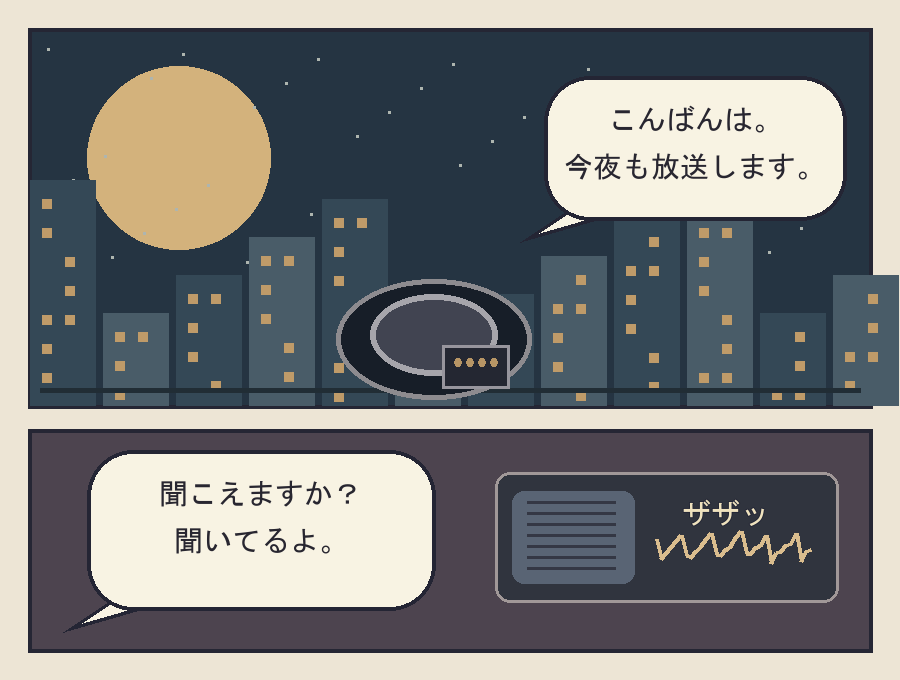 こんばんは。
今夜も放送します。
聞こえますか？
聞いてるよ。
ザザッ